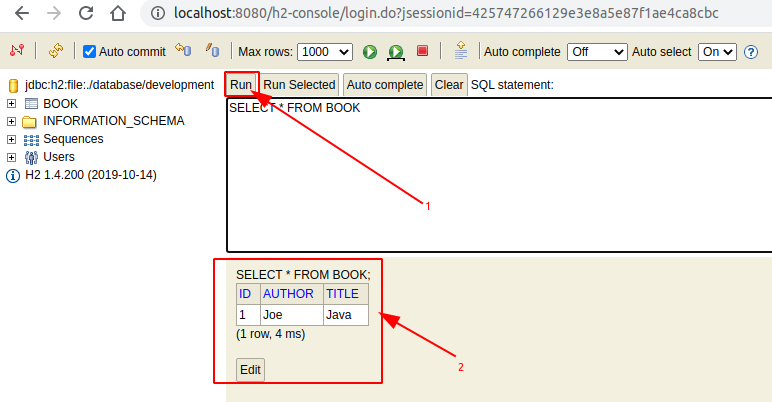 localhost:8080/h2-console/login.do?jsessionid=425747266129e3e8a5e87f1ae4ca8cbc
Auto commit Max rows: 1000 Auto complete Off Auto select On
jdbc:h2:file:./database/development
BOOK
INFORMATION_SCHEMA
Sequences
Users
H2 1.4.200 (2019-10-14)
Run Run Selected Auto complete Clear SQL statement:
SELECT * FROM BOOK
1
SELECT * FROM BOOK;
ID AUTHOR TITLE
1 Joe Java
(1 row, 4 ms)
Edit
2